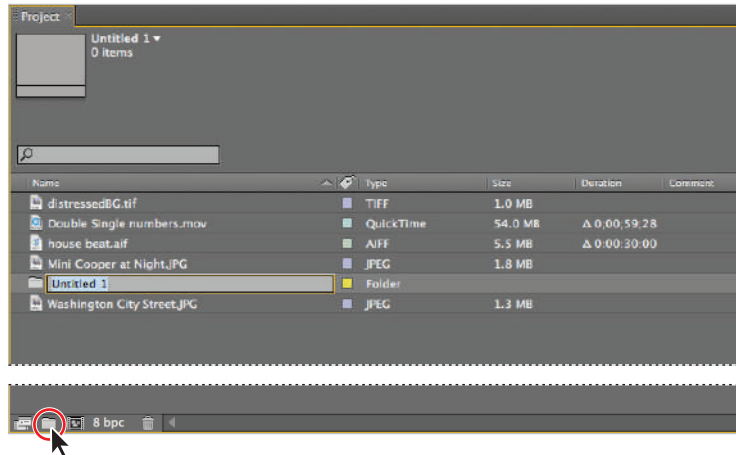 Project
Untitled 1
0 items
Name Type Size Duration Comment
distressedBG.tif TIFF 1.0 MB
Double Single numbers.mov QuickTime 54.0 MB Δ 0;00;59;28
house beat.aif AIFF 5.5 MB Δ 0:00:30:00
Mini Cooper at Night.JPG JPEG 1.8 MB
Untitled 1 Folder
Washington City Street.JPG JPEG 1.3 MB
8 bpc